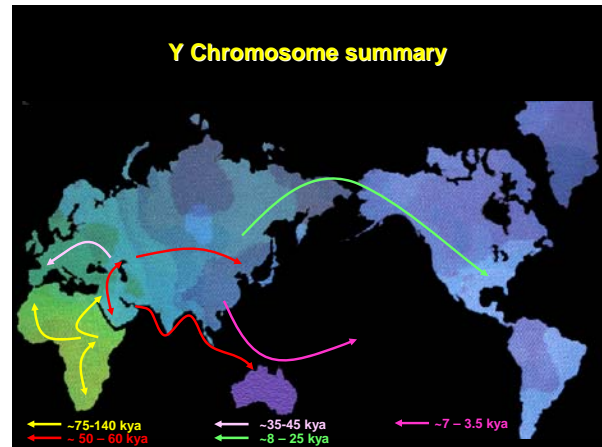 Y Chromosome summary
~75-140 kya
~ 50 – 60 kya
~35-45 kya
~8 – 25 kya
~7 – 3.5 kya